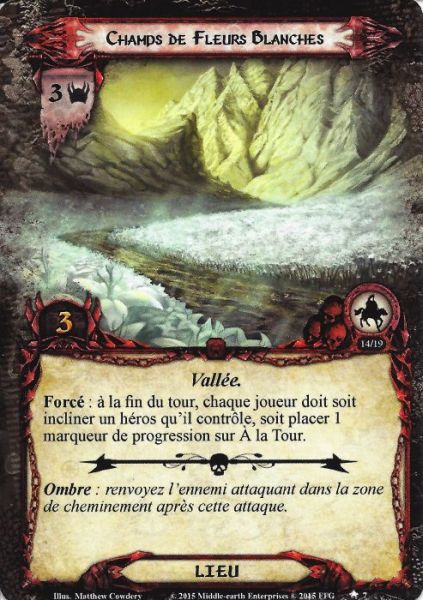 Champs de Fleurs Blanches
3
3
14/19
Vallée.
Forcé : à la fin du tour, chaque joueur doit soit
incliner un héros qu'il contrôle, soit placer 1
marqueur de progression sur À la Tour.
Ombre : renvoyez l'ennemi attaquant dans la zone
de cheminement après cette attaque.
LIEU
Illus. Matthew Cowdery © 2015 Middle-earth Enterprises © 2015 FFG 7